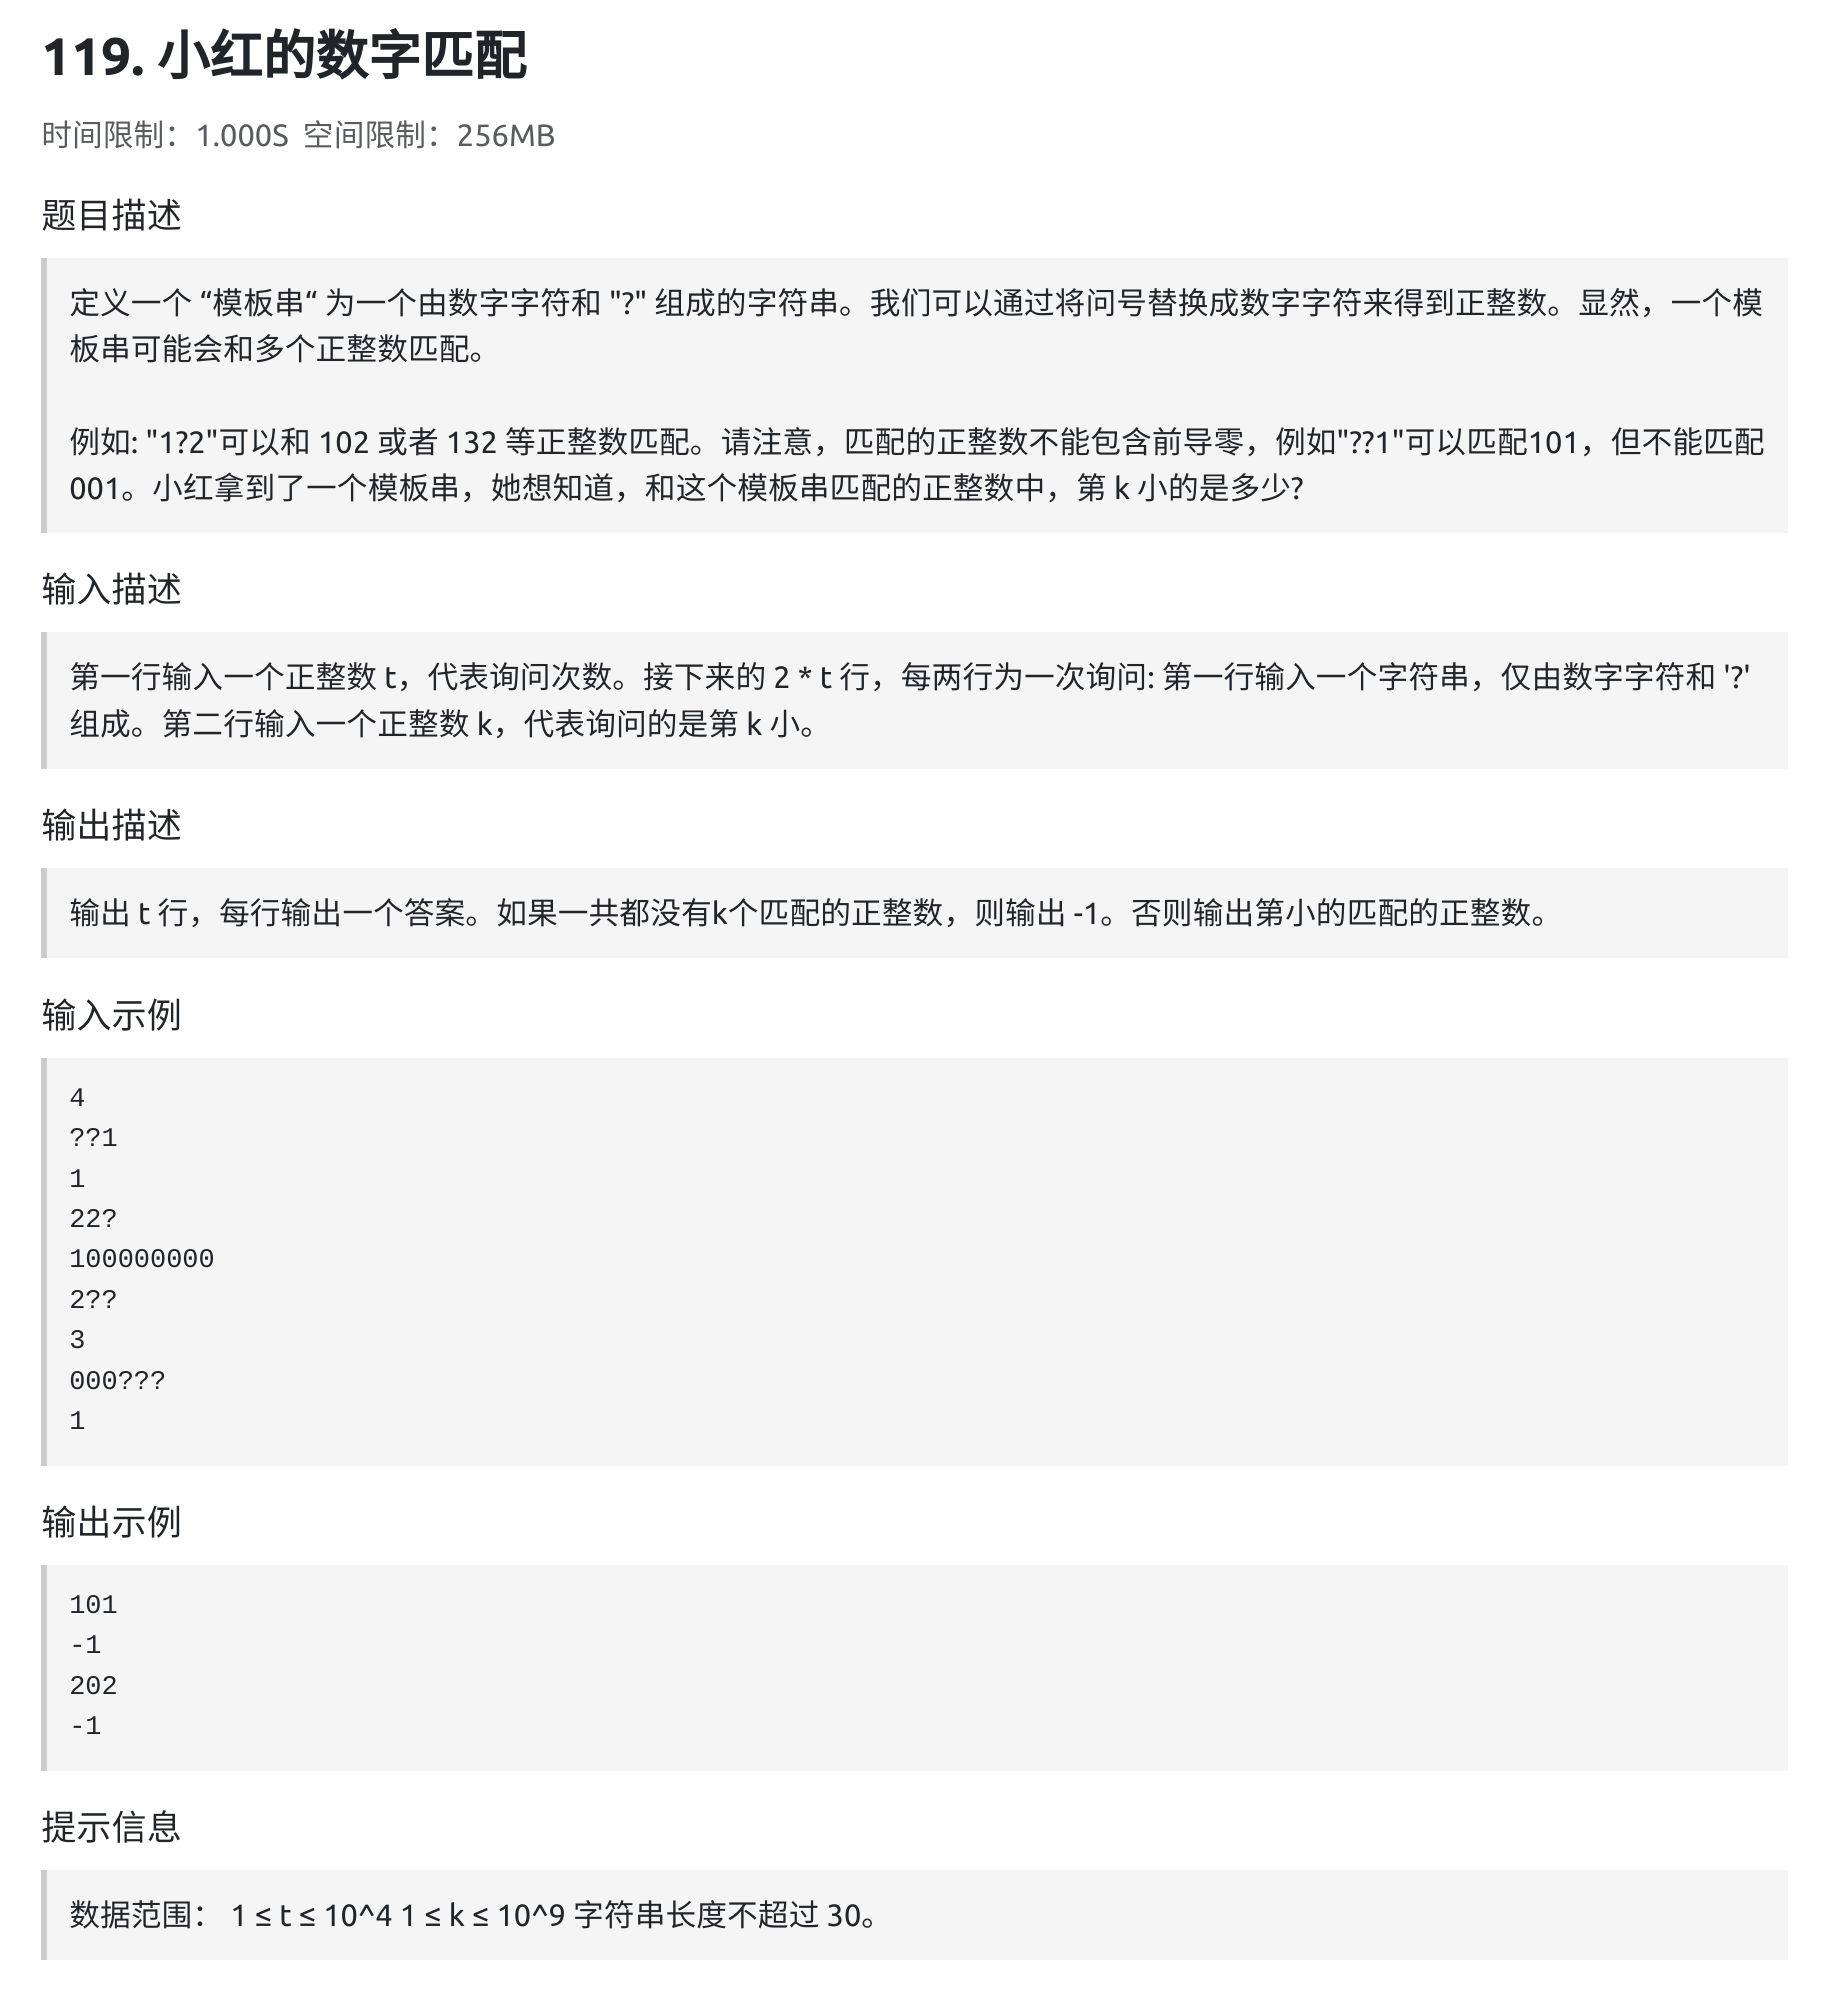 119. 小红的数字匹配
时间限制：1.000S 空间限制：256MB
题目描述
定义一个 “模板串“ 为一个由数字字符和 "?" 组成的字符串。我们可以通过将问号替换成数字字符来得到正整数。显然，一个模
板串可能会和多个正整数匹配。
例如: "1?2"可以和 102 或者 132 等正整数匹配。请注意，匹配的正整数不能包含前导零，例如"??1"可以匹配101，但不能匹配
001。小红拿到了一个模板串，她想知道，和这个模板串匹配的正整数中，第 k 小的是多少?
输入描述
第一行输入一个正整数 t，代表询问次数。接下来的 2 * t 行，每两行为一次询问: 第一行输入一个字符串，仅由数字字符和 '?'
组成。第二行输入一个正整数 k，代表询问的是第 k 小。
输出描述
输出 t 行，每行输出一个答案。如果一共都没有k个匹配的正整数，则输出 -1。否则输出第小的匹配的正整数。
输入示例
4
??1
1
22?
100000000
2??
3
000???
1
输出示例
101
-1
202
-1
提示信息
数据范围： 1 ≤ t ≤ 10^4 1 ≤ k ≤ 10^9 字符串长度不超过 30。